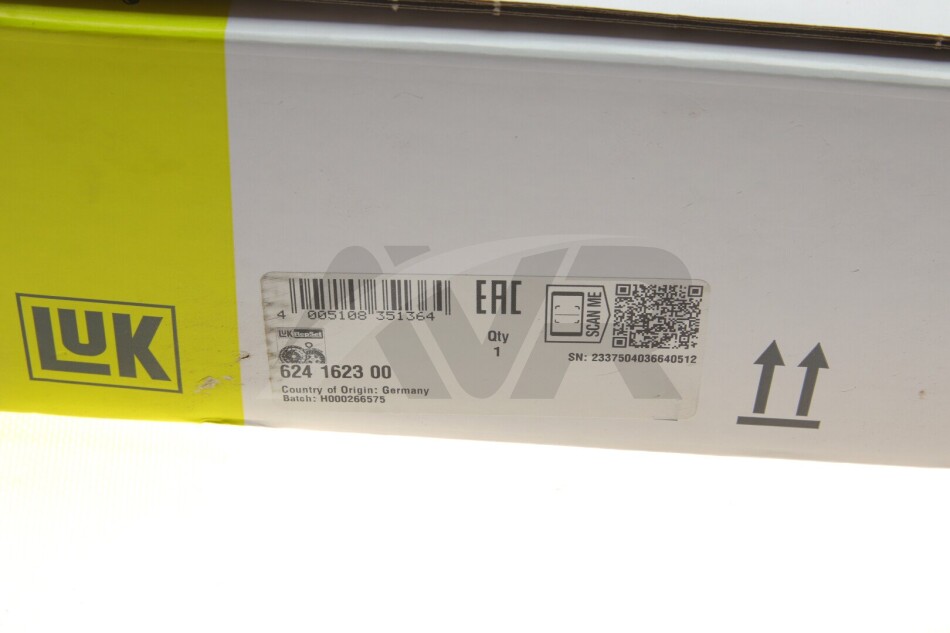 LUK
AVR
4 005108 351364
EAC
SCAN ME
Qty
1
LUK RepSet
SN: 2337504036640512
624 1623 00
Country of Origin: Germany
Batch: H000266575